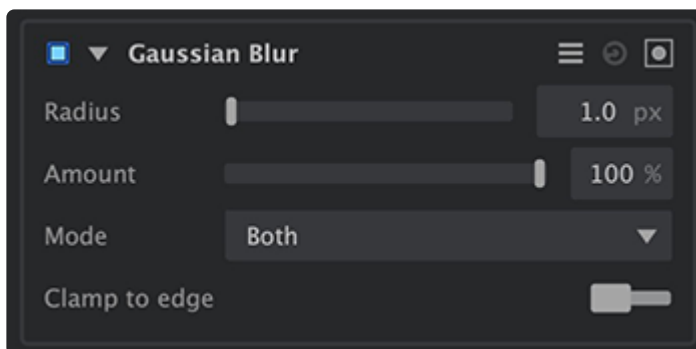 Gaussian Blur
Radius 1.0 px
Amount 100 %
Mode Both
Clamp to edge